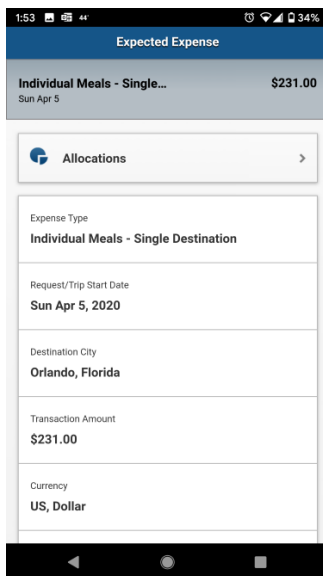 1:53 44° 34%
Expected Expense
Individual Meals - Single... $231.00
Sun Apr 5
Allocations
Expense Type
Individual Meals - Single Destination
Request/Trip Start Date
Sun Apr 5, 2020
Destination City
Orlando, Florida
Transaction Amount
$231.00
Currency
US, Dollar